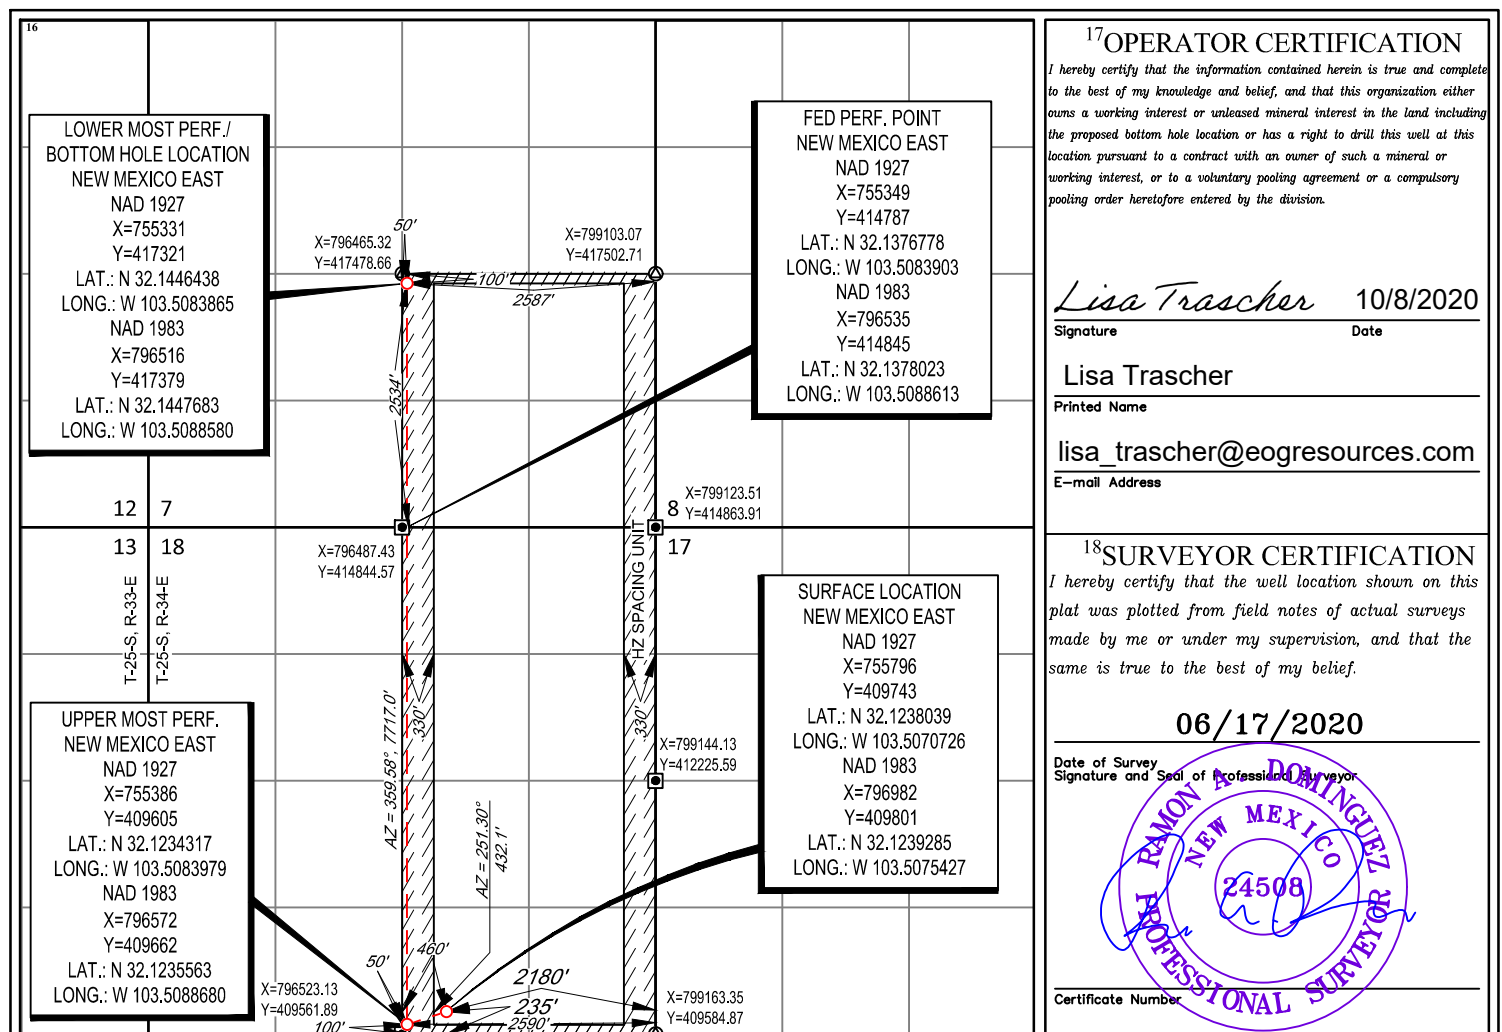 16
LOWER MOST PERF./
BOTTOM HOLE LOCATION
NEW MEXICO EAST
NAD 1927
X=755331
Y=417321
LAT.: N 32.1446438
LONG.: W 103.5083865
NAD 1983
X=796516
Y=417379
LAT.: N 32.1447683
LONG.: W 103.5088580
X=796465.32
Y=417478.66
50'
X=799103.07
Y=417502.71
100'
2587'
2534'
FED PERF. POINT
NEW MEXICO EAST
NAD 1927
X=755349
Y=414787
LAT.: N 32.1376778
LONG.: W 103.5083903
NAD 1983
X=796535
Y=414845
LAT.: N 32.1378023
LONG.: W 103.5088613
12 7
13 18
T-25-S, R-33-E
T-25-S, R-34-E
X=796487.43
Y=414844.57
8
17
X=799123.51
Y=414863.91
HZ SPACING UNIT
330'
330'
AZ = 359.58°, 7717.0'
AZ = 251.30°
432.1'
X=799144.13
Y=412225.59
SURFACE LOCATION
NEW MEXICO EAST
NAD 1927
X=755796
Y=409743
LAT.: N 32.1238039
LONG.: W 103.5070726
NAD 1983
X=796982
Y=409801
LAT.: N 32.1239285
LONG.: W 103.5075427
UPPER MOST PERF.
NEW MEXICO EAST
NAD 1927
X=755386
Y=409605
LAT.: N 32.1234317
LONG.: W 103.5083979
NAD 1983
X=796572
Y=409662
LAT.: N 32.1235563
LONG.: W 103.5088680
X=796523.13
Y=409561.89
50'
460'
100'
2180'
235'
2590'
X=799163.35
Y=409584.87
17OPERATOR CERTIFICATION
I hereby certify that the information contained herein is true and complete
to the best of my knowledge and belief, and that this organization either
owns a working interest or unleased mineral interest in the land including
the proposed bottom hole location or has a right to drill this well at this
location pursuant to a contract with an owner of such a mineral or
working interest, or to a voluntary pooling agreement or a compulsory
pooling order heretofore entered by the division.
Lisa Trascher 10/8/2020
Signature Date
Lisa Trascher
Printed Name
lisa_trascher@eogresources.com
E-mail Address
18SURVEYOR CERTIFICATION
I hereby certify that the well location shown on this
plat was plotted from field notes of actual surveys
made by me or under my supervision, and that the
same is true to the best of my belief.
06/17/2020
Date of Survey
Signature and Seal of Professional Surveyor
RAMON A. DOMINGUEZ
NEW MEXICO
24508
PROFESSIONAL SURVEYOR
Certificate Number